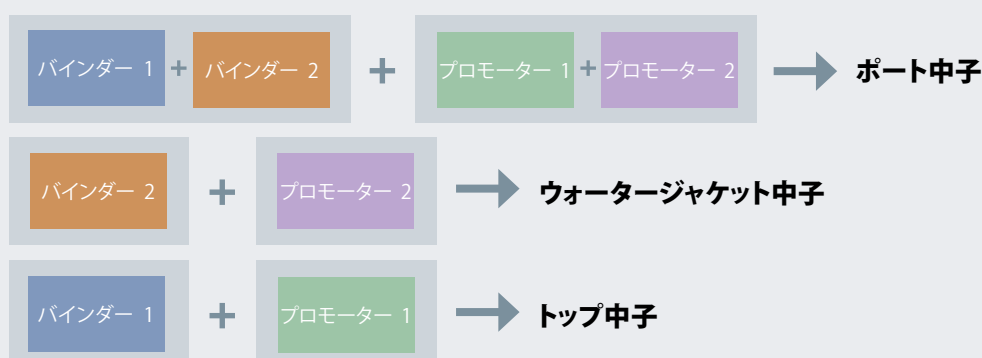 バインダー 1 + バインダー 2 + プロモーター 1 + プロモーター 2 ポート中子
バインダー 2 + プロモーター 2 ウォータージャケット中子
バインダー 1 + プロモーター 1 トップ中子